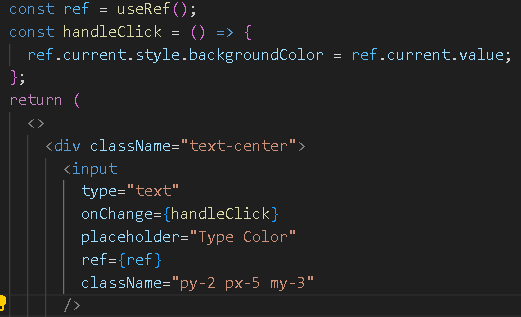 const ref = useRef();
const handleClick = () => {
ref.current.style.backgroundColor = ref.current.value;
};
return (
<>
<div className="text-center">
<input
type="text"
onChange={handleClick}
placeholder="Type Color"
ref={ref}
className="py-2 px-5 my-3"
/>